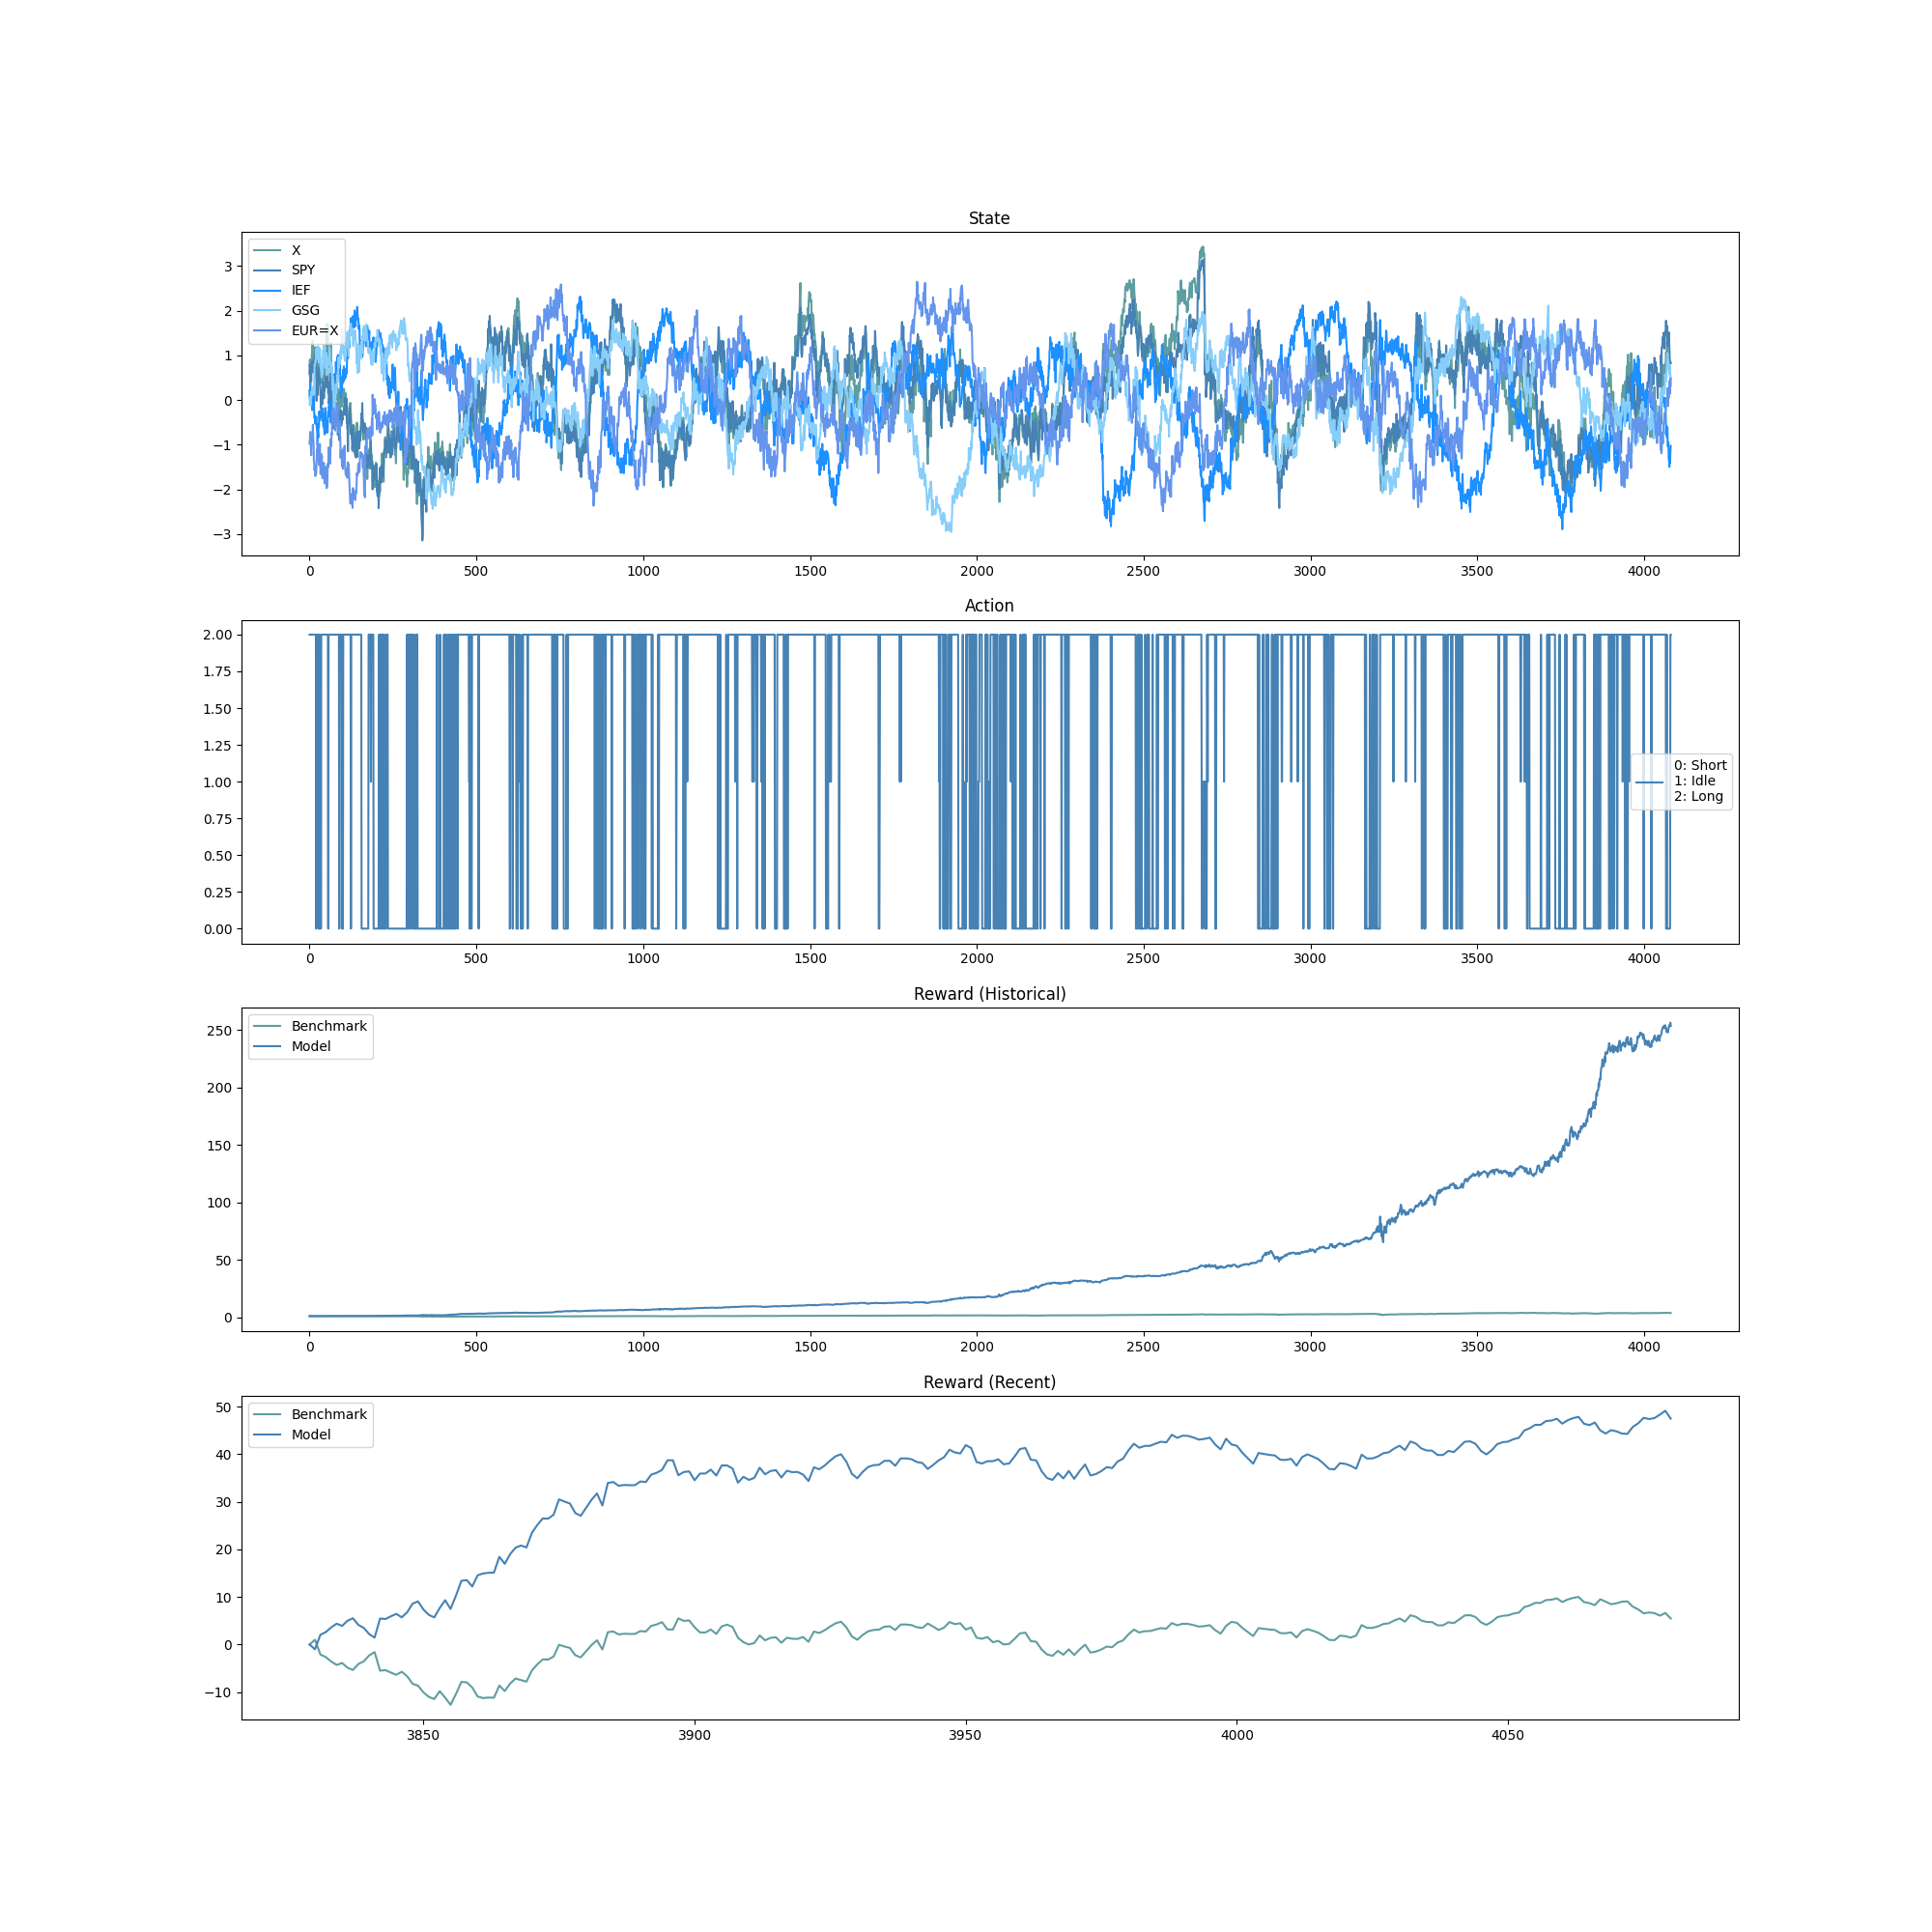 State
X
SPY
IEF
GSG
EUR=X
3
2
1
0
−1
−2
−3
0 500 1000 1500 2000 2500 3000 3500 4000
Action
2.00
1.75
1.50
1.25
1.00
0.75
0.50
0.25
0.00
0: Short
1: Idle
2: Long
0 500 1000 1500 2000 2500 3000 3500 4000
Reward (Historical)
Benchmark
Model
250
200
150
100
50
0
0 500 1000 1500 2000 2500 3000 3500 4000
Reward (Recent)
Benchmark
Model
50
40
30
20
10
0
−10
3850 3900 3950 4000 4050